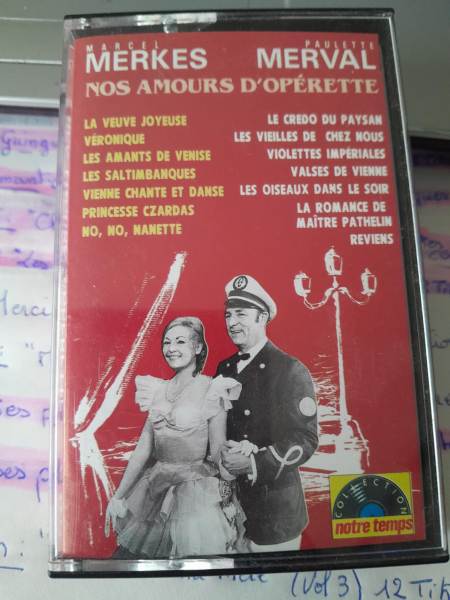 MARCEL
MERKES
PAULETTE
MERVAL
NOS AMOURS D'OPÉRETTE
LA VEUVE JOYEUSE
VÉRONIQUE
LES AMANTS DE VENISE
LES SALTIMBANQUES
VIENNE CHANTE ET DANSE
PRINCESSE CZARDAS
NO, NO, NANETTE
LE CREDO DU PAYSAN
LES VIEILLES DE CHEZ NOUS
VIOLETTES IMPÉRIALES
VALSES DE VIENNE
LES OISEAUX DANS LE SOIR
LA ROMANCE DE
MAÎTRE PATHELIN
REVIENS
COLLECTION
notre temps
Merci
(Vol 3) 12 Tit